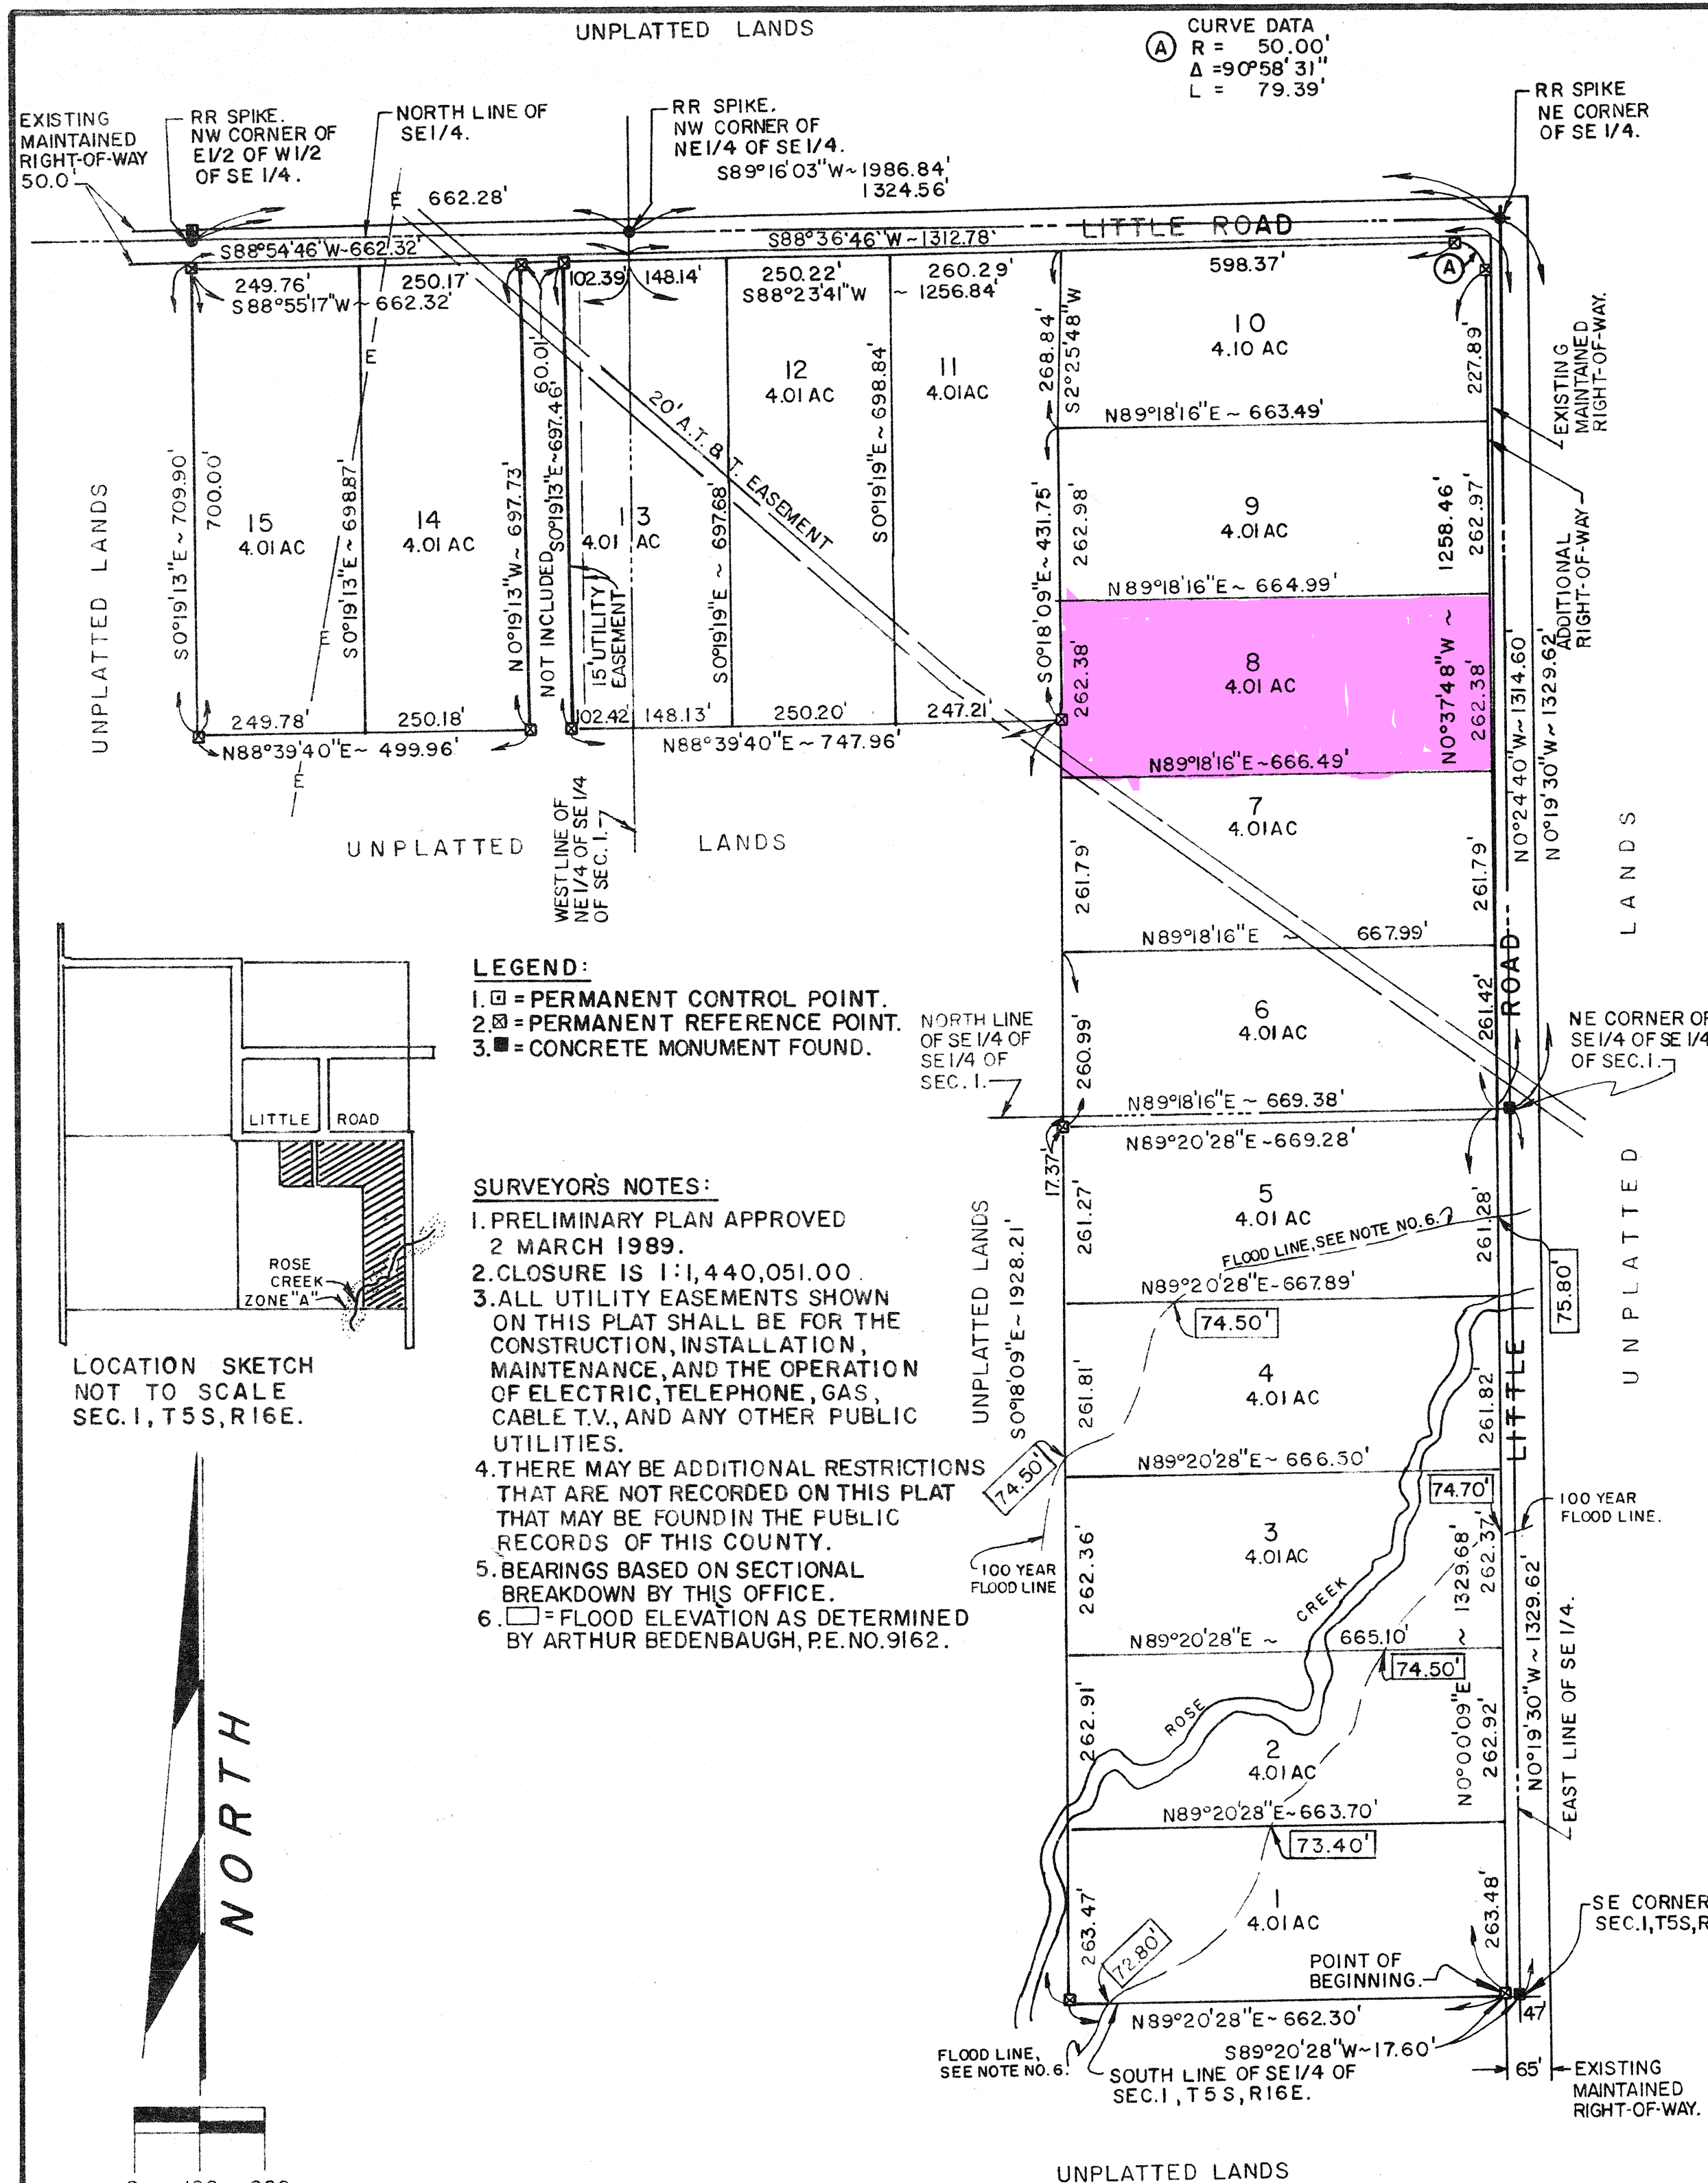 UNPLATTED LANDS
CURVE DATA
A R = 50.00'
Δ =90°58'31"
L = 79.39'
EXISTING
MAINTAINED
RIGHT-OF-WAY
50.0'
RR SPIKE.
NW CORNER OF
E1/2 OF W1/2
OF SE 1/4.
NORTH LINE OF
SE1/4.
RR SPIKE.
NW CORNER OF
NE1/4 OF SE1/4.
S89°16'03"W~1986.84'
1324.56'
RR SPIKE
NE CORNER
OF SE 1/4.
E 662.28'
LITTLE ROAD
S88°54'46"W~662.32'
S88°36'46"W~1312.78'
249.76'
250.17'
S88°55'17"W~662.32'
102.39'
148.14'
250.22'
260.29'
S88°23'41"W ~ 1256.84'
598.37'
A
10
4.10 AC
268.84'
S2°25'48"W
227.89'
N89°18'16"E~663.49'
EXISTING
MAINTAINED
RIGHT-OF-WAY.
E
60.01'
12
4.01 AC
11
4.01AC
20' A.T. & T. EASEMENT
S0°19'13"E~709.90'
700.00'
15
4.01 AC
S0°19'13"E~698.87'
14
4.01 AC
N0°19'13"W~697.73'
NOT INCLUDED
S0°19'13"E~697.46'
13
4.01 AC
15' UTILITY
EASEMENT
S0°19'19"E~697.68'
S0°19'19"E~698.84'
S0°18'09"E~431.75'
262.98'
9
4.01 AC
1258.46'
262.97'
ADDITIONAL
RIGHT-OF-WAY
N89°18'16"E~664.99'
UNPLATTED LANDS
E
262.38'
8
4.01 AC
N0°37'48"W ~
262.38'
N0°24'40"W~1314.60'
N0°19'30"W~1329.62'
N89°18'16"E~666.49'
249.78'
250.18'
N88°39'40"E~499.96'
102.42'
148.13'
250.20'
247.21'
N88°39'40"E~747.96'
E
UNPLATTED LANDS
WEST LINE OF
NE1/4 OF SE1/4
OF SEC. 1.
7
4.01AC
261.79'
261.79'
N89°18'16"E ~ 667.99'
UNPLATTED LANDS
LITTLE ROAD
LEGEND:
1. = PERMANENT CONTROL POINT.
2. = PERMANENT REFERENCE POINT.
3. = CONCRETE MONUMENT FOUND.
NORTH LINE
OF SE1/4 OF
SE1/4 OF
SEC. 1.
6
4.01AC
260.99'
261.42'
NE CORNER OF
SE1/4 OF SE1/4
OF SEC.1.
N89°18'16"E~669.38'
N89°20'28"E~669.28'
17.37'
LITTLE ROAD
ROSE
CREEK
ZONE"A"
LOCATION SKETCH
NOT TO SCALE
SEC.1, T5S, R16E.
SURVEYOR'S NOTES:
1. PRELIMINARY PLAN APPROVED
2 MARCH 1989.
2. CLOSURE IS 1:1,440,051.00.
3. ALL UTILITY EASEMENTS SHOWN
ON THIS PLAT SHALL BE FOR THE
CONSTRUCTION, INSTALLATION,
MAINTENANCE, AND THE OPERATION
OF ELECTRIC, TELEPHONE, GAS,
CABLE T.V., AND ANY OTHER PUBLIC
UTILITIES.
4. THERE MAY BE ADDITIONAL RESTRICTIONS
THAT ARE NOT RECORDED ON THIS PLAT
THAT MAY BE FOUND IN THE PUBLIC
RECORDS OF THIS COUNTY.
5. BEARINGS BASED ON SECTIONAL
BREAKDOWN BY THIS OFFICE.
6. = FLOOD ELEVATION AS DETERMINED
BY ARTHUR BEDENBAUGH, P.E. NO. 9162.
UNPLATTED LANDS
S0°18'09"E~1928.21'
261.27'
5
4.01 AC
261.28'
FLOOD LINE, SEE NOTE NO. 6.
N89°20'28"E~667.89'
74.50'
75.80'
261.81'
4
4.01 AC
261.82'
N89°20'28"E~666.50'
74.50'
74.70'
100 YEAR
FLOOD LINE.
100 YEAR
FLOOD LINE
262.36'
3
4.01 AC
1329.68'
262.37'
CREEK
N89°20'28"E ~ 665.10'
74.50'
N0°19'30"W~1329.62'
EAST LINE OF SE 1/4.
262.91'
ROSE
2
4.01 AC
N0°00'09"E ~
262.92'
N89°20'28"E~663.70'
73.40'
263.47'
1
4.01 AC
263.48'
72.80'
SE CORNER
SEC.1, T5S, R
POINT OF
BEGINNING.
N89°20'28"E~662.30'
47'
S89°20'28"W~17.60'
FLOOD LINE,
SEE NOTE NO. 6.
SOUTH LINE OF SE1/4 OF
SEC.1, T5S, R16E.
65'
EXISTING
MAINTAINED
RIGHT-OF-WAY.
NORTH
UNPLATTED LANDS